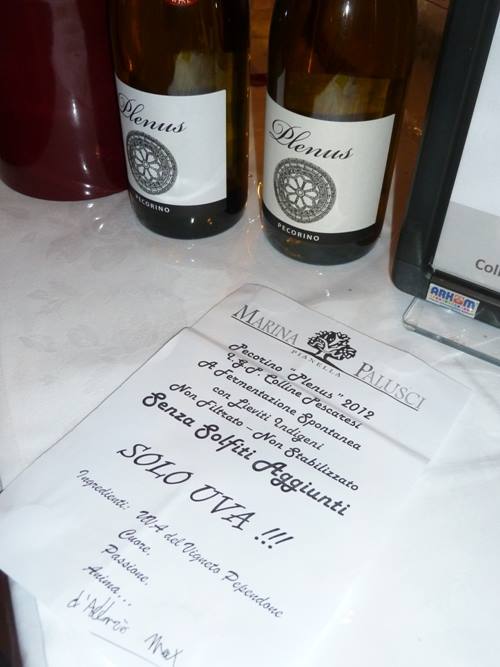 Plenus
PECORINO
Plenus
PECORINO
ARHOM
MARINA PALUSCI
PIANELLA
Pecorino "Plenus" 2012
I.G.P. Colline Pescaresi
A Fermentazione Spontanea
con Lieviti Indigeni
Non Filtrato - Non Stabilizzato
Senza Solfiti Aggiunti
SOLO UVA !!!
Ingredienti: UVA del Vigneto Pependone
Cuore,
Passione,
Anima...
Max